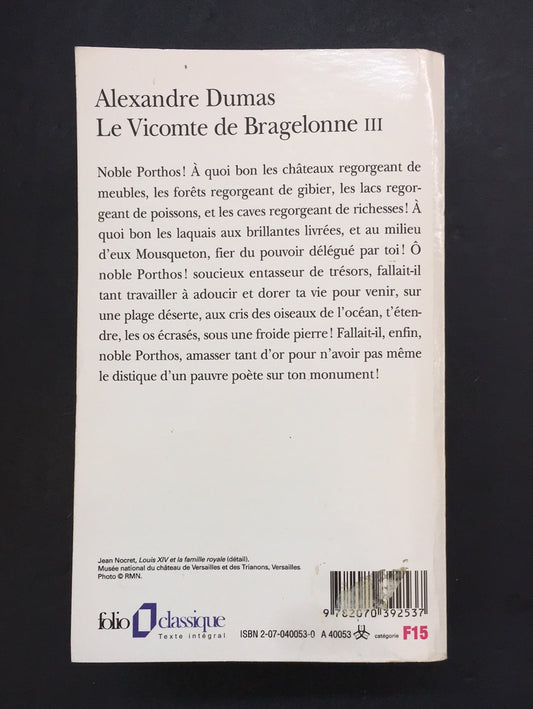 Alexandre Dumas
Le Vicomte de Bragelonne III
Noble Porthos! À quoi bon les châteaux regorgeant de
meubles, les forêts regorgeant de gibier, les lacs regor-
geant de poissons, et les caves regorgeant de richesses! À
quoi bon les laquais aux brillantes livrées, et au milieu
d'eux Mousqueton, fier du pouvoir délégué par toi! Ô
noble Porthos! soucieux entasseur de trésors, fallait-il
tant travailler à adoucir et dorer ta vie pour venir, sur
une plage déserte, aux cris des oiseaux de l'océan, t'éten-
dre, les os écrasés, sous une froide pierre! Fallait-il, enfin,
noble Porthos, amasser tant d'or pour n'avoir pas même
le distique d'un pauvre poète sur ton monument!
Jean Nocret, Louis XIV et la famille royale (détail).
Musée national du château de Versailles et des Trianons, Versailles.
Photo © RMN.
9 782070 392537
folio classique
Texte intégral
ISBN 2-07-040053-0 A 40053 catégorie F15